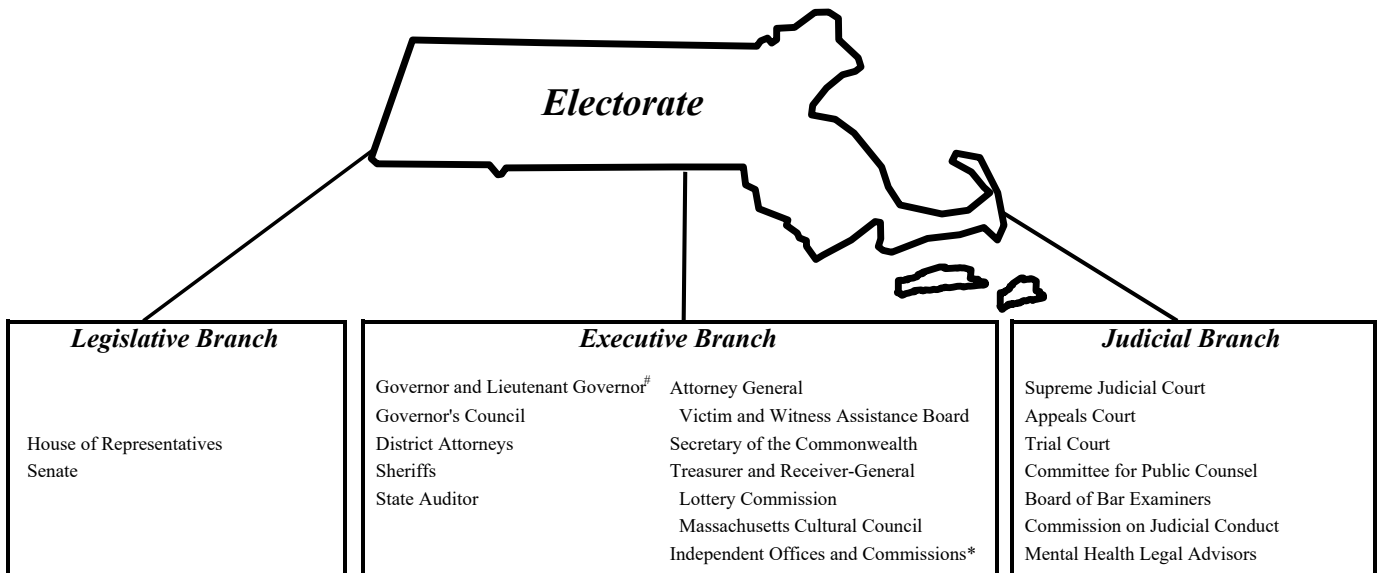 Electorate
Legislative Branch
House of Representatives
Senate
Executive Branch
Governor and Lieutenant Governor#
Governor's Council
District Attorneys
Sheriffs
State Auditor
Attorney General
Victim and Witness Assistance Board
Secretary of the Commonwealth
Treasurer and Receiver-General
Lottery Commission
Massachusetts Cultural Council
Independent Offices and Commissions*
Judicial Branch
Supreme Judicial Court
Appeals Court
Trial Court
Committee for Public Counsel
Board of Bar Examiners
Commission on Judicial Conduct
Mental Health Legal Advisors